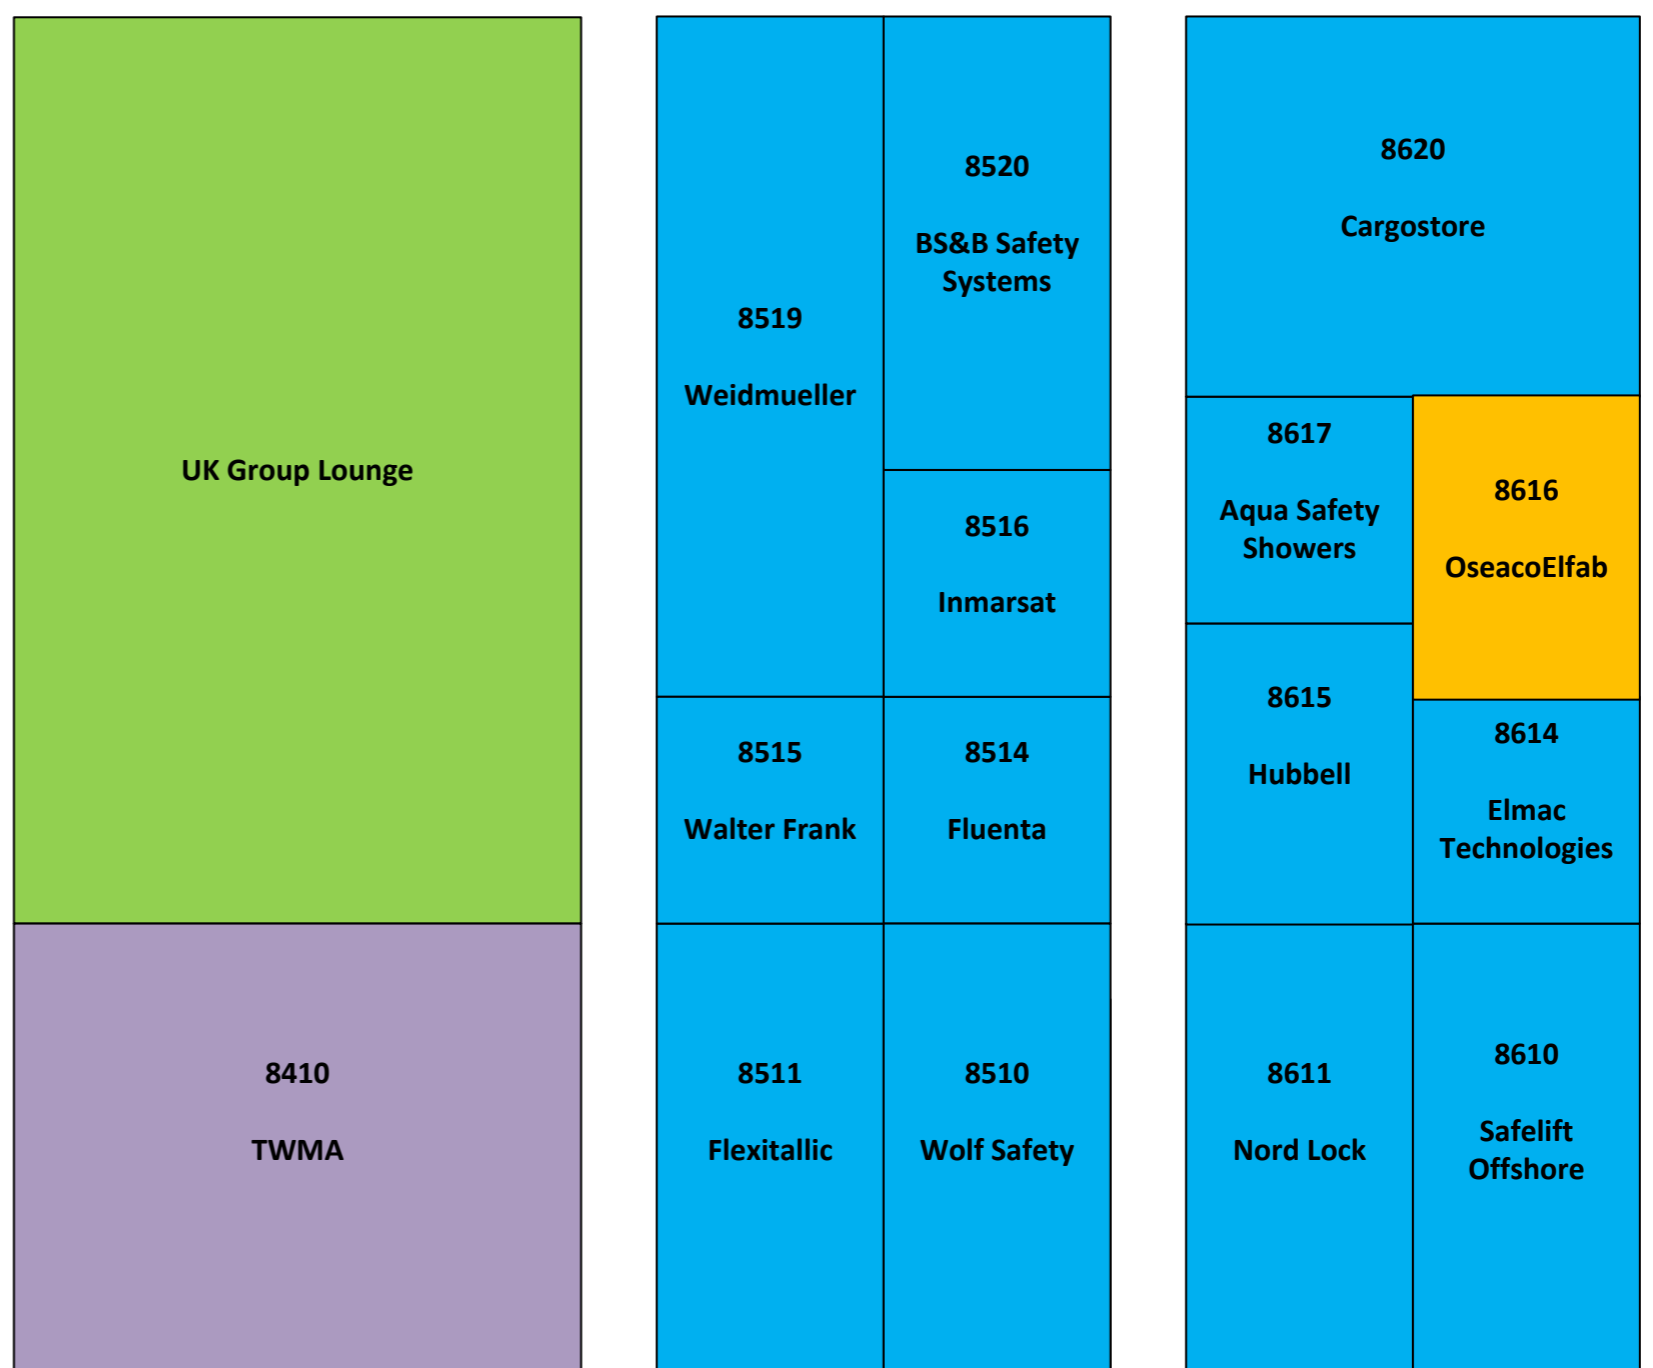 UK Group Lounge
8410
TWMA
8519
Weidmueller
8520
BS&B Safety
Systems
8516
Inmarsat
8515
Walter Frank
8514
Fluenta
8511
Flexitallic
8510
Wolf Safety
8620
Cargostore
8617
Aqua Safety
Showers
8616
OseacoElfab
8615
Hubbell
8614
Elmac
Technologies
8611
Nord Lock
8610
Safelift
Offshore